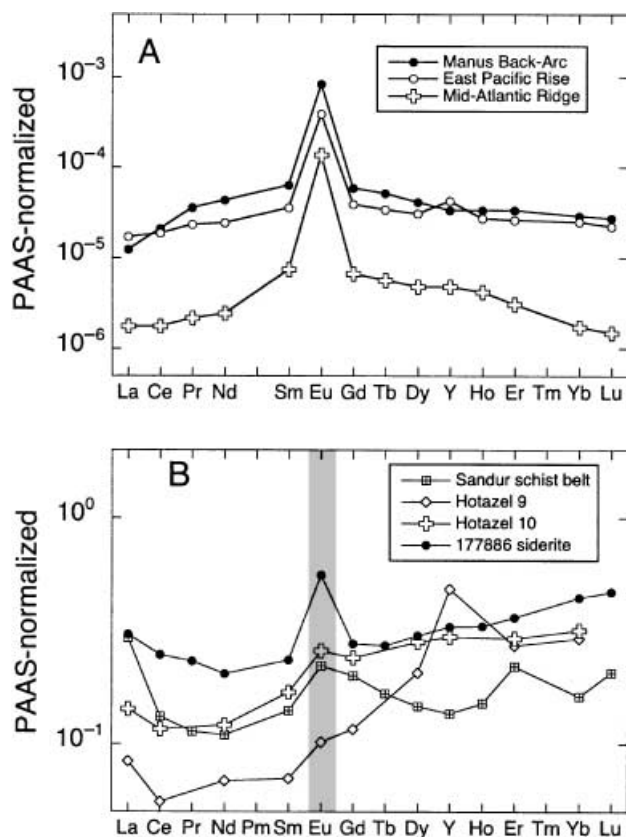 A
Manus Back-Arc
East Pacific Rise
Mid-Atlantic Ridge
PAAS-normalized
10⁻³
10⁻⁴
10⁻⁵
10⁻⁶
La Ce Pr Nd Sm Eu Gd Tb Dy Y Ho Er Tm Yb Lu
B
Sandur schist belt
Hotazel 9
Hotazel 10
177886 siderite
PAAS-normalized
10⁰
10⁻¹
La Ce Pr Nd Pm Sm Eu Gd Tb Dy Y Ho Er Tm Yb Lu